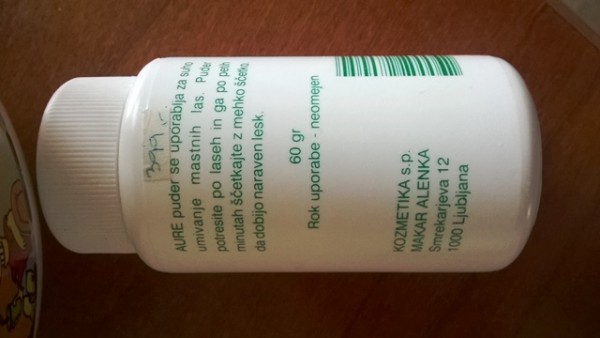 399,-
AURE puder se uporablja za suho
umivanje mastnih las. Puder
potresite po laseh in ga po petih
minutah ščetkajte z mehko ščetko
da dobijo naraven lesk.
60 gr
Rok uporabe - neomejen
KOZMETIKA s.p.
MAKAR ALENKA
Smrekarjeva 12
1000 Ljubljana